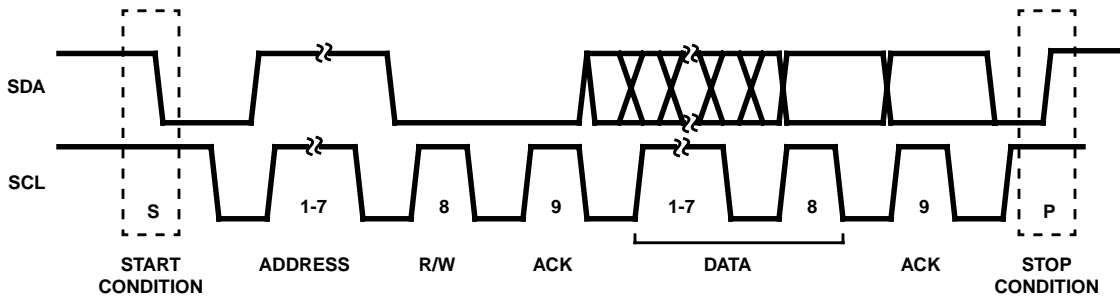 SDA
SCL
S
1-7
8
9
1-7
8
9
P
START
CONDITION
ADDRESS
R/W
ACK
DATA
ACK
STOP
CONDITION